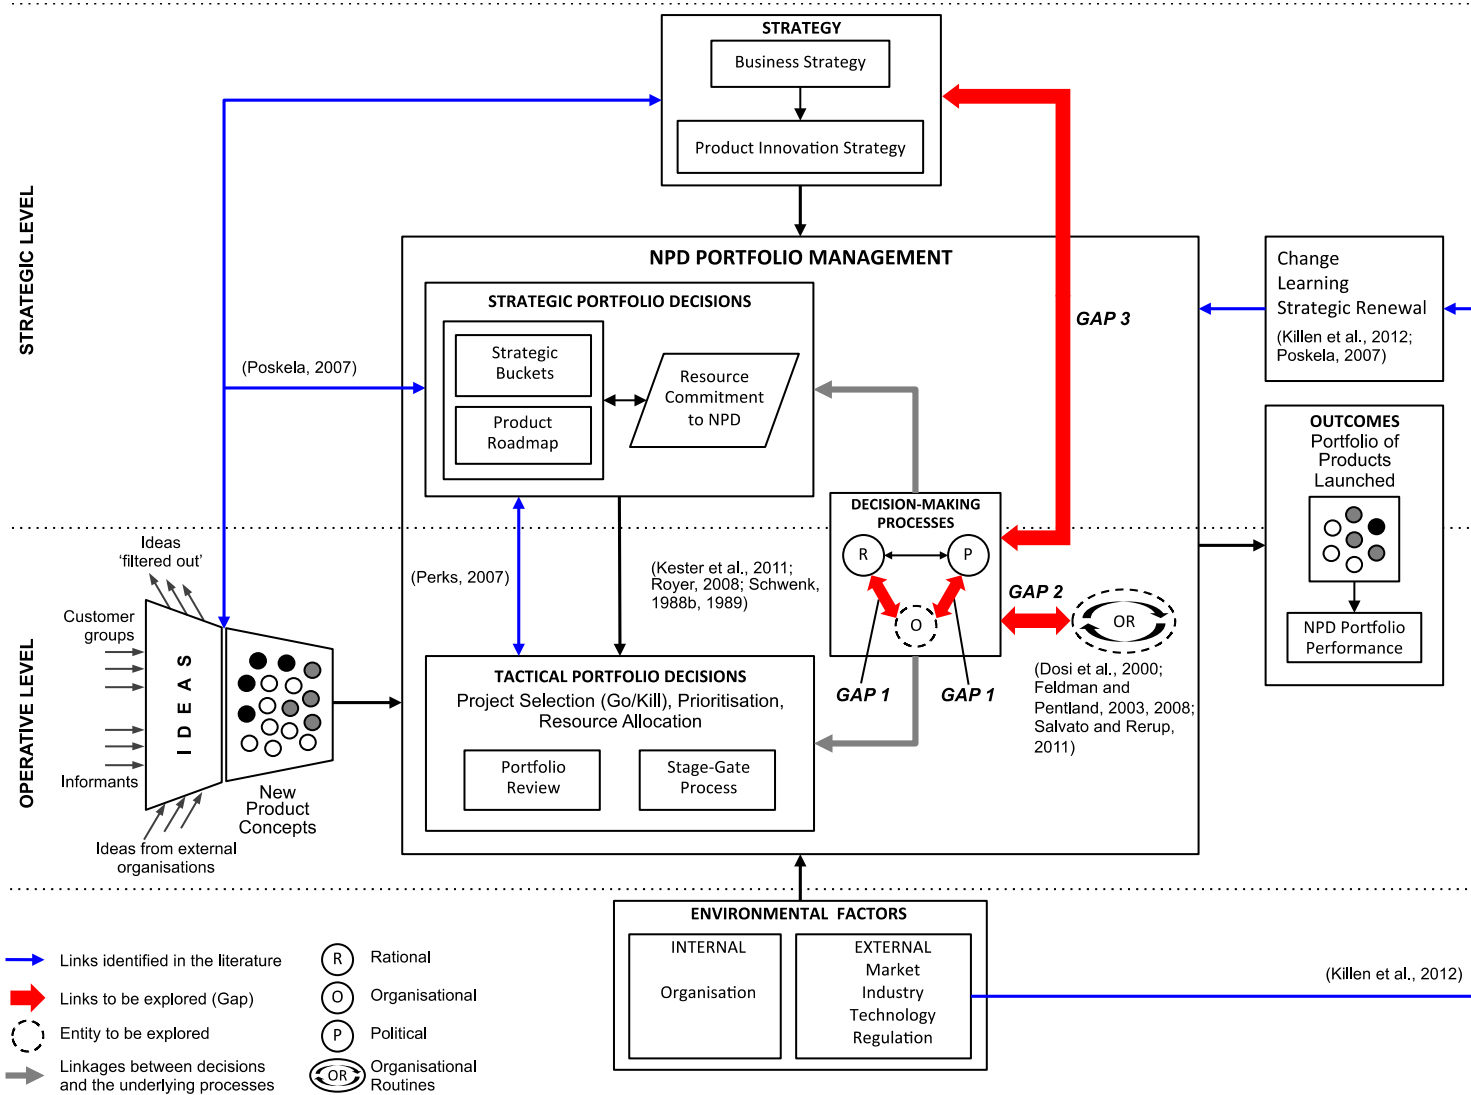 STRATEGY
Business Strategy
Product Innovation Strategy
STRATEGIC LEVEL
NPD PORTFOLIO MANAGEMENT
STRATEGIC PORTFOLIO DECISIONS
Strategic
Buckets
Product
Roadmap
Resource
Commitment
to NPD
(Poskela, 2007)
GAP 3
Change
Learning
Strategic Renewal
(Killen et al., 2012;
Poskela, 2007)
OUTCOMES
Portfolio of
Products
Launched
NPD Portfolio
Performance
DECISION-MAKING
PROCESSES
R
P
O
GAP 1
GAP 1
GAP 2
OR
(Dosi et al., 2000;
Feldman and
Pentland, 2003, 2008;
Salvato and Rerup,
2011)
(Perks, 2007)
(Kester et al., 2011;
Royer, 2008; Schwenk,
1988b, 1989)
OPERATIVE LEVEL
Ideas
'filtered out'
Customer
groups
Informants
IDEAS
New
Product
Concepts
Ideas from external
organisations
TACTICAL PORTFOLIO DECISIONS
Project Selection (Go/Kill), Prioritisation,
Resource Allocation
Portfolio
Review
Stage-Gate
Process
ENVIRONMENTAL FACTORS
INTERNAL
Organisation
EXTERNAL
Market
Industry
Technology
Regulation
(Killen et al., 2012)
Links identified in the literature
Links to be explored (Gap)
Entity to be explored
Linkages between decisions
and the underlying processes
R
Rational
O
Organisational
P
Political
OR
Organisational
Routines